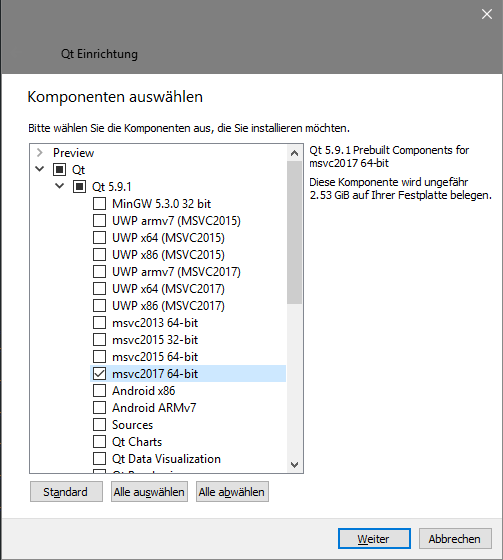 Qt Einrichtung
Komponenten auswählen
Bitte wählen Sie die Komponenten aus, die Sie installieren möchten.
Preview
Qt
Qt 5.9.1
MinGW 5.3.0 32 bit
UWP armv7 (MSVC2015)
UWP x64 (MSVC2015)
UWP x86 (MSVC2015)
UWP armv7 (MSVC2017)
UWP x64 (MSVC2017)
UWP x86 (MSVC2017)
msvc2013 64-bit
msvc2015 32-bit
msvc2015 64-bit
msvc2017 64-bit
Android x86
Android ARMv7
Sources
Qt Charts
Qt Data Visualization
Qt 5.9.1 Prebuilt Components for
msvc2017 64-bit
Diese Komponente wird ungefähr
2.53 GiB auf Ihrer Festplatte belegen.
Standard
Alle auswählen
Alle abwählen
Weiter
Abbrechen